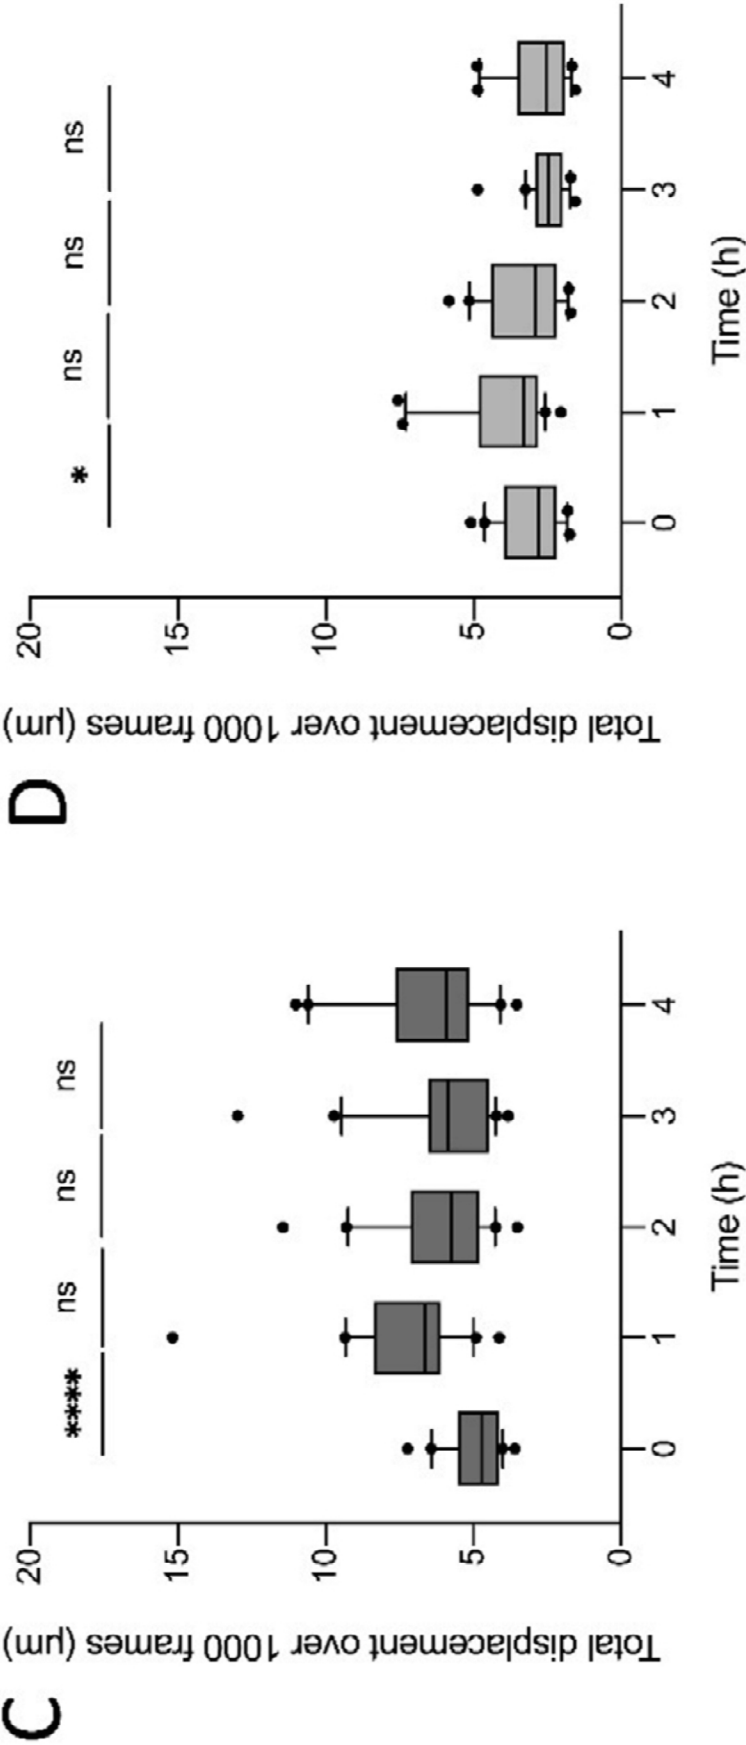 C
Total displacement over 1000 frames (µm)
20
15
10
5
0
**** ns ns ns
0 1 2 3 4
Time (h)
D
Total displacement over 1000 frames (µm)
20
15
10
5
0
* ns ns ns
0 1 2 3 4
Time (h)